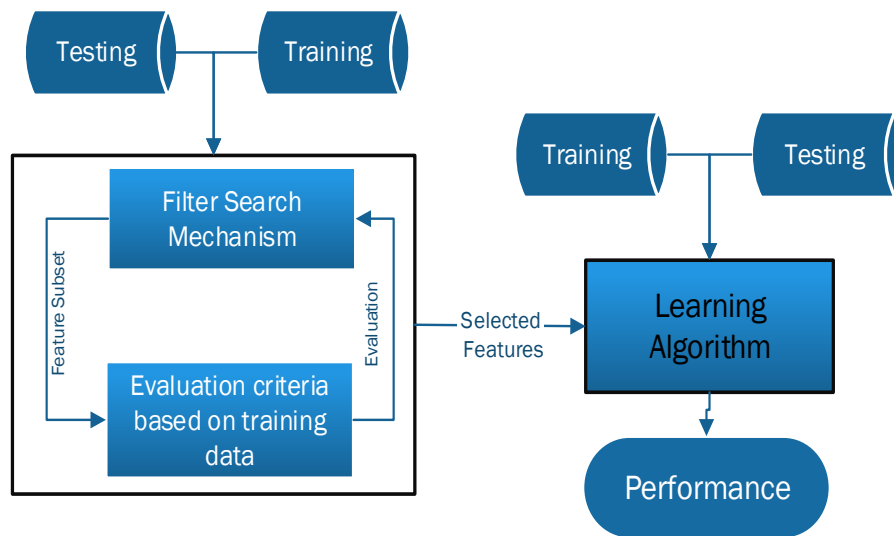 Testing
Training
Filter Search
Mechanism
Feature Subset
Evaluation
Evaluation criteria
based on training
data
Selected
Features
Training
Testing
Learning
Algorithm
Performance